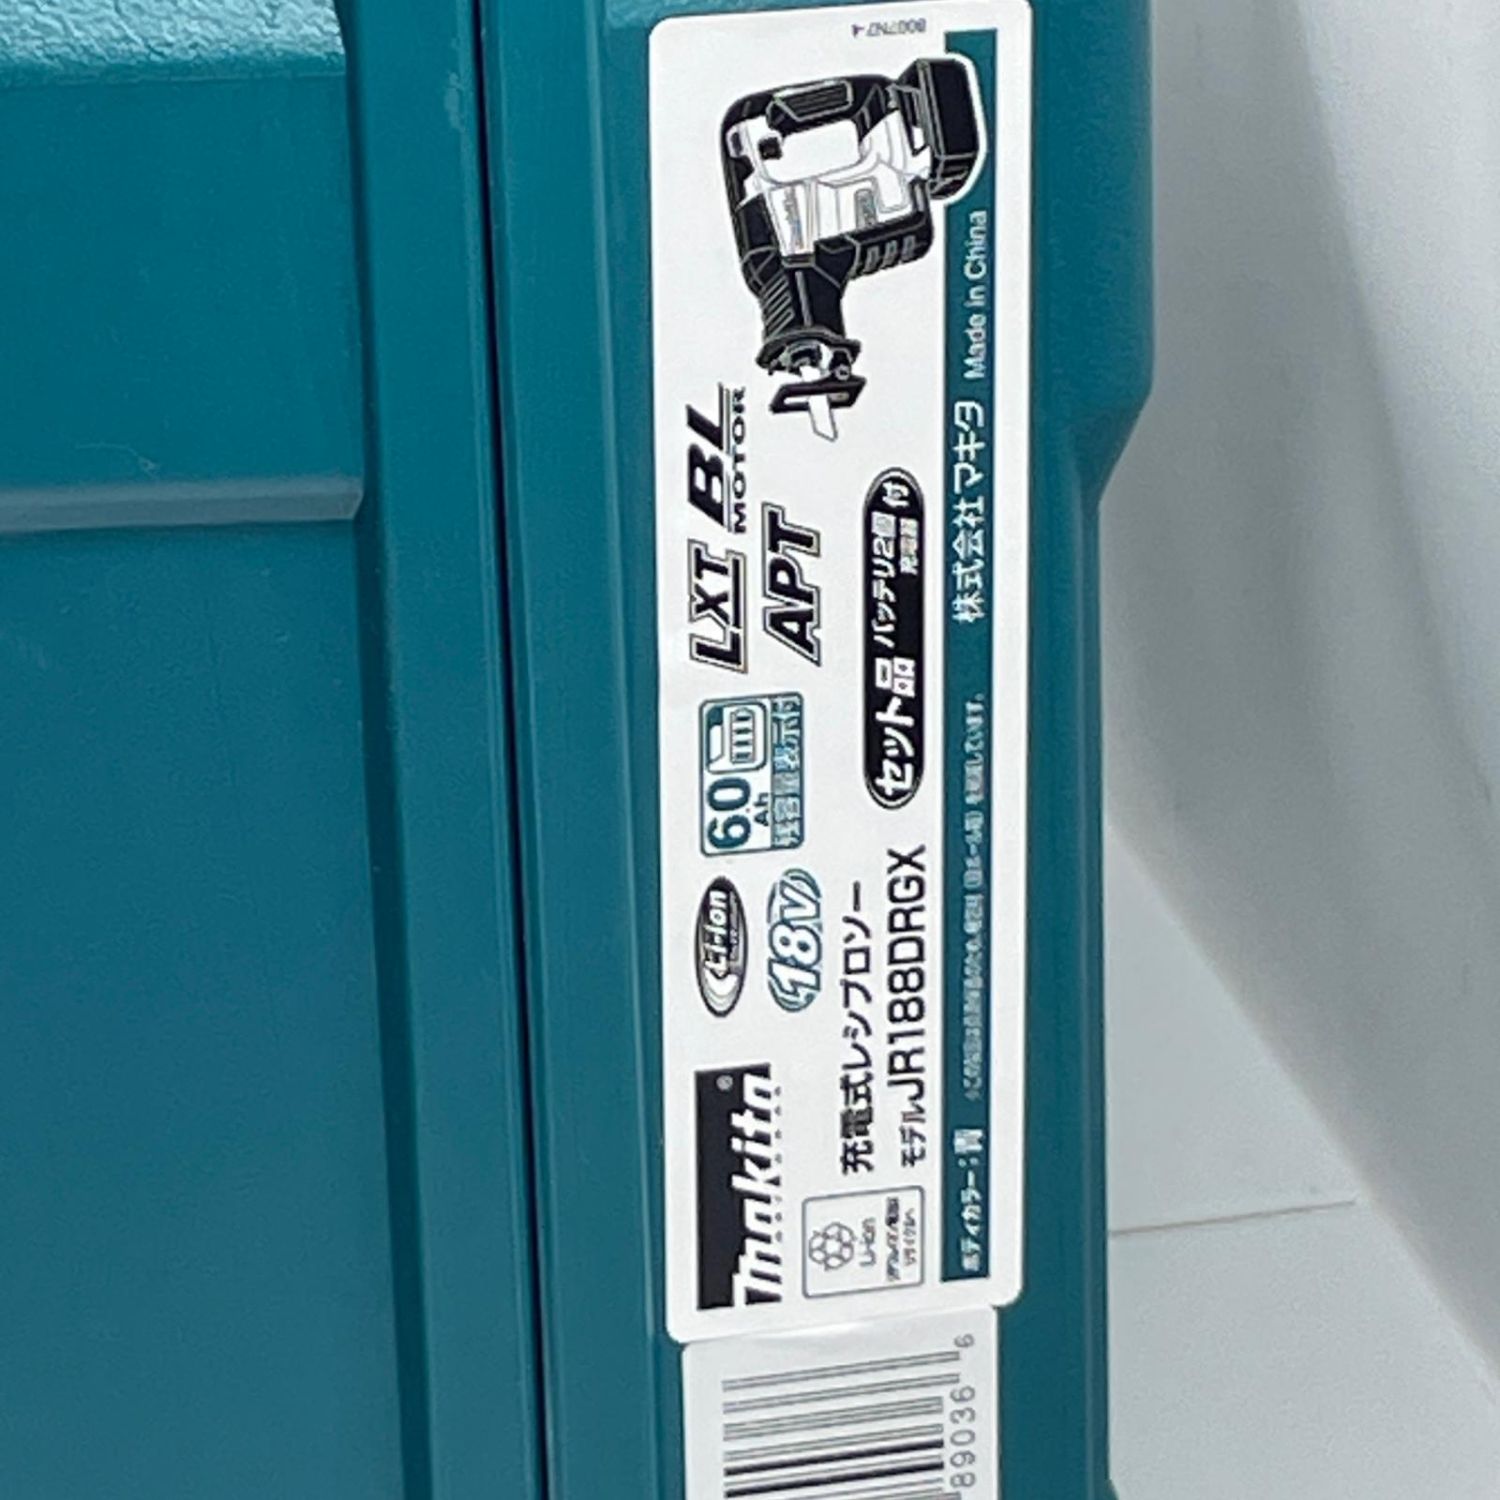 makita
Li-ion
18V
6.0
Ah
残容量表示付
LXT
BL
MOTOR
APT
充電式レシプロソー
モデルJR188DRGX
セット品
バッテリ2個
充電器
付
Li-ion
ボディカラー:青
株式会社マキタ
Made in China
89036
6